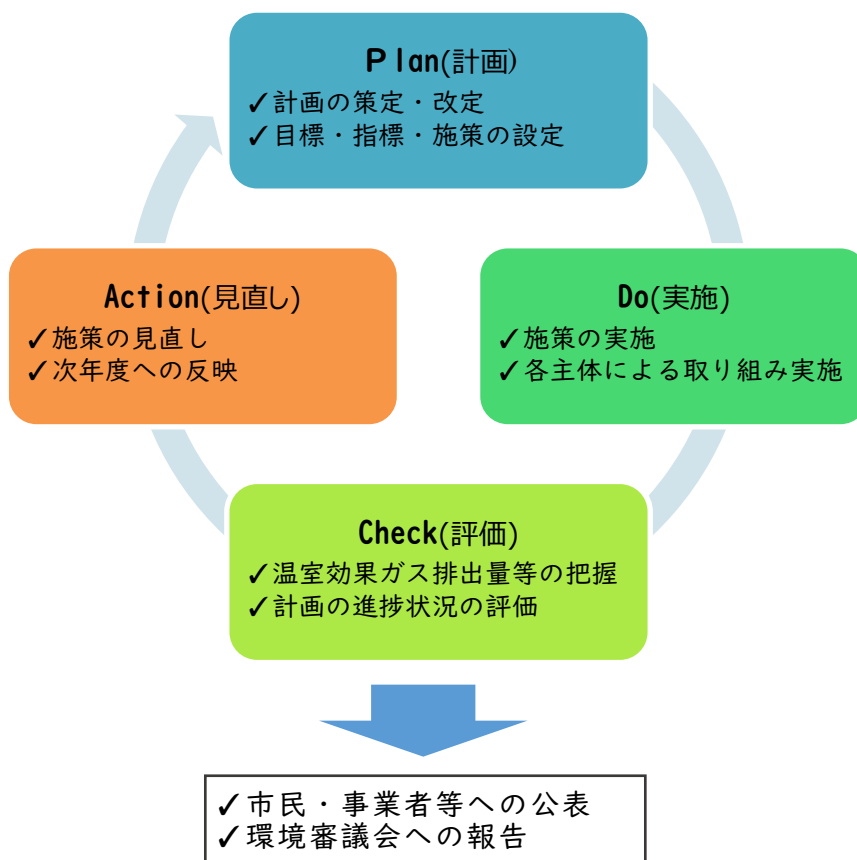 Plan(計画)
✓計画の策定・改定
✓目標・指標・施策の設定
Action(見直し)
✓施策の見直し
✓次年度への反映
Do(実施)
✓施策の実施
✓各主体による取り組み実施
Check(評価)
✓温室効果ガス排出量等の把握
✓計画の進捗状況の評価
✓市民・事業者等への公表
✓環境審議会への報告